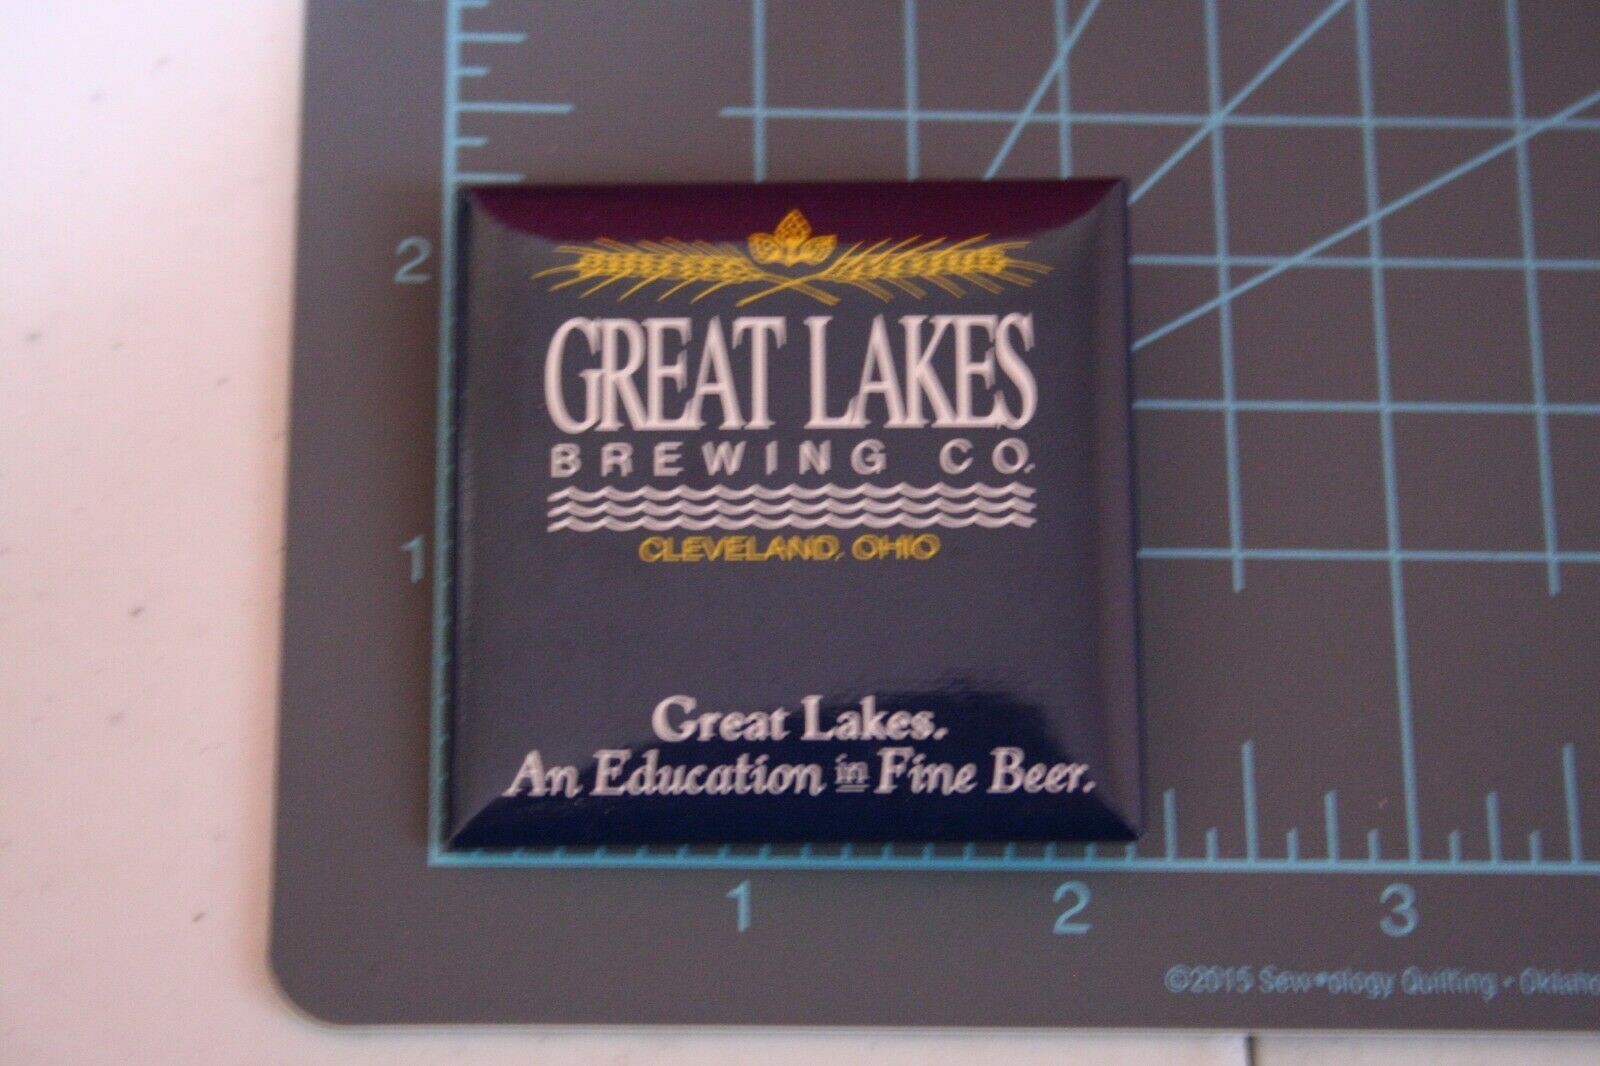 2
GREAT LAKES
BREWING CO.
CLEVELAND, OHIO
1
Great Lakes.
An Education in Fine Beer.
1 2 3
©2015 Sew•ology Quilting •